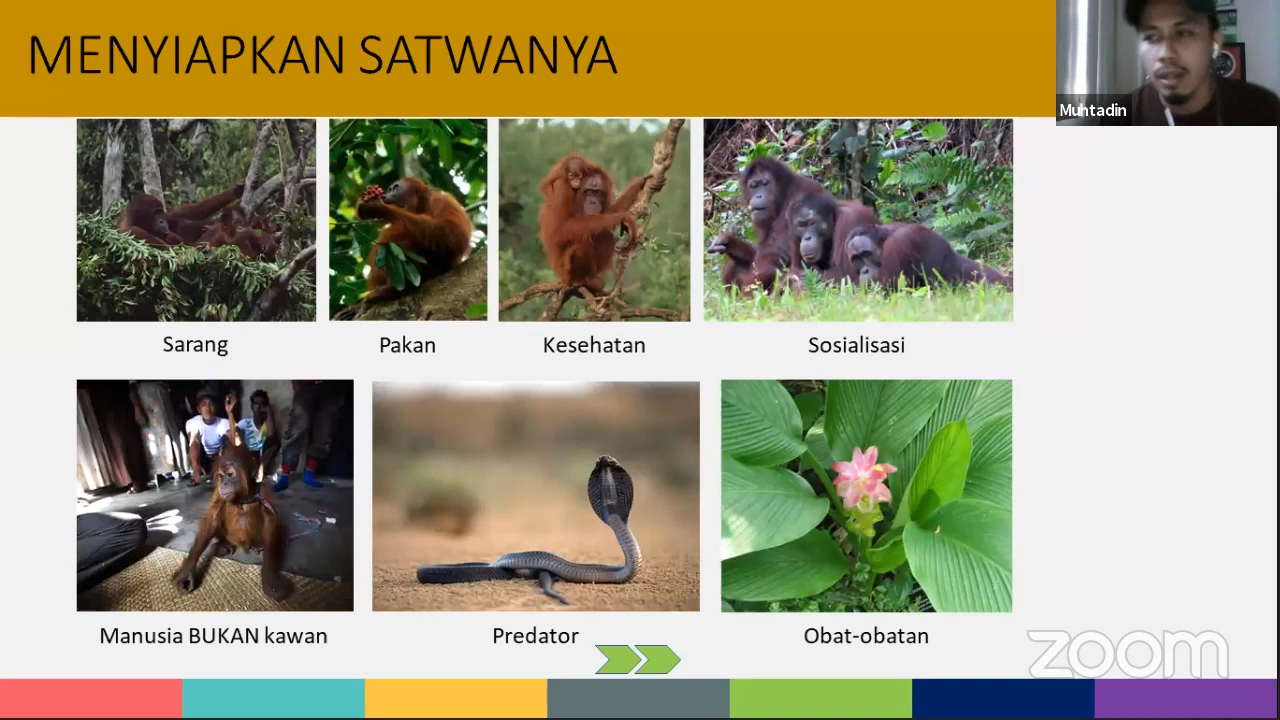 MENYIAPKAN SATWANYA
Muhtadin
Sarang
Pakan
Kesehatan
Sosialisasi
Manusia BUKAN kawan
Predator
Obat-obatan
zoom